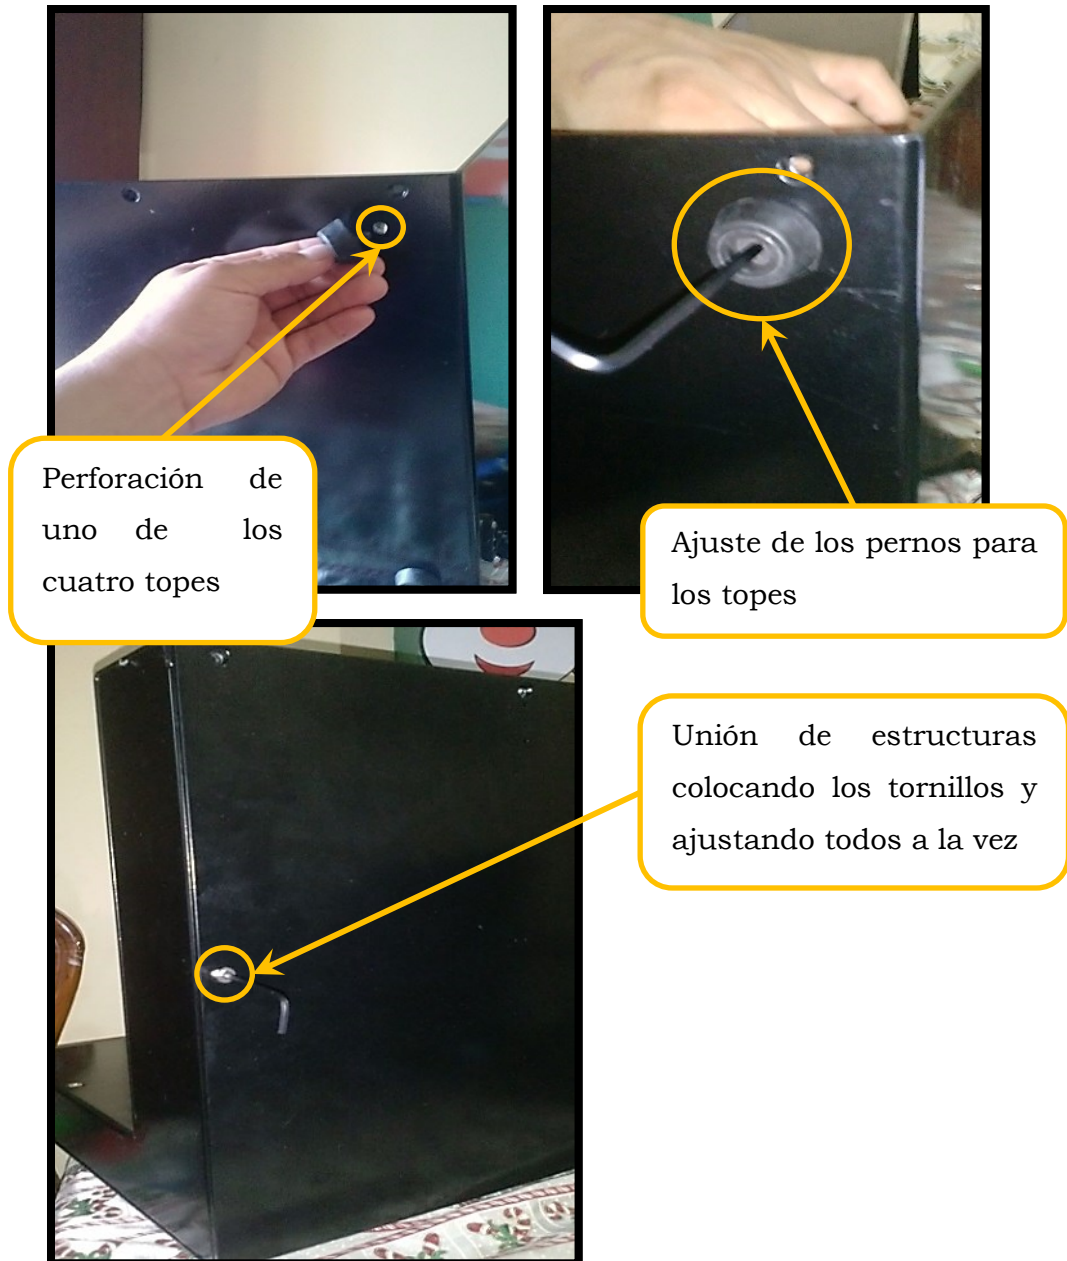 Perforación de
uno de los
cuatro topes
Ajuste de los pernos para
los topes
Unión de estructuras
colocando los tornillos y
ajustando todos a la vez